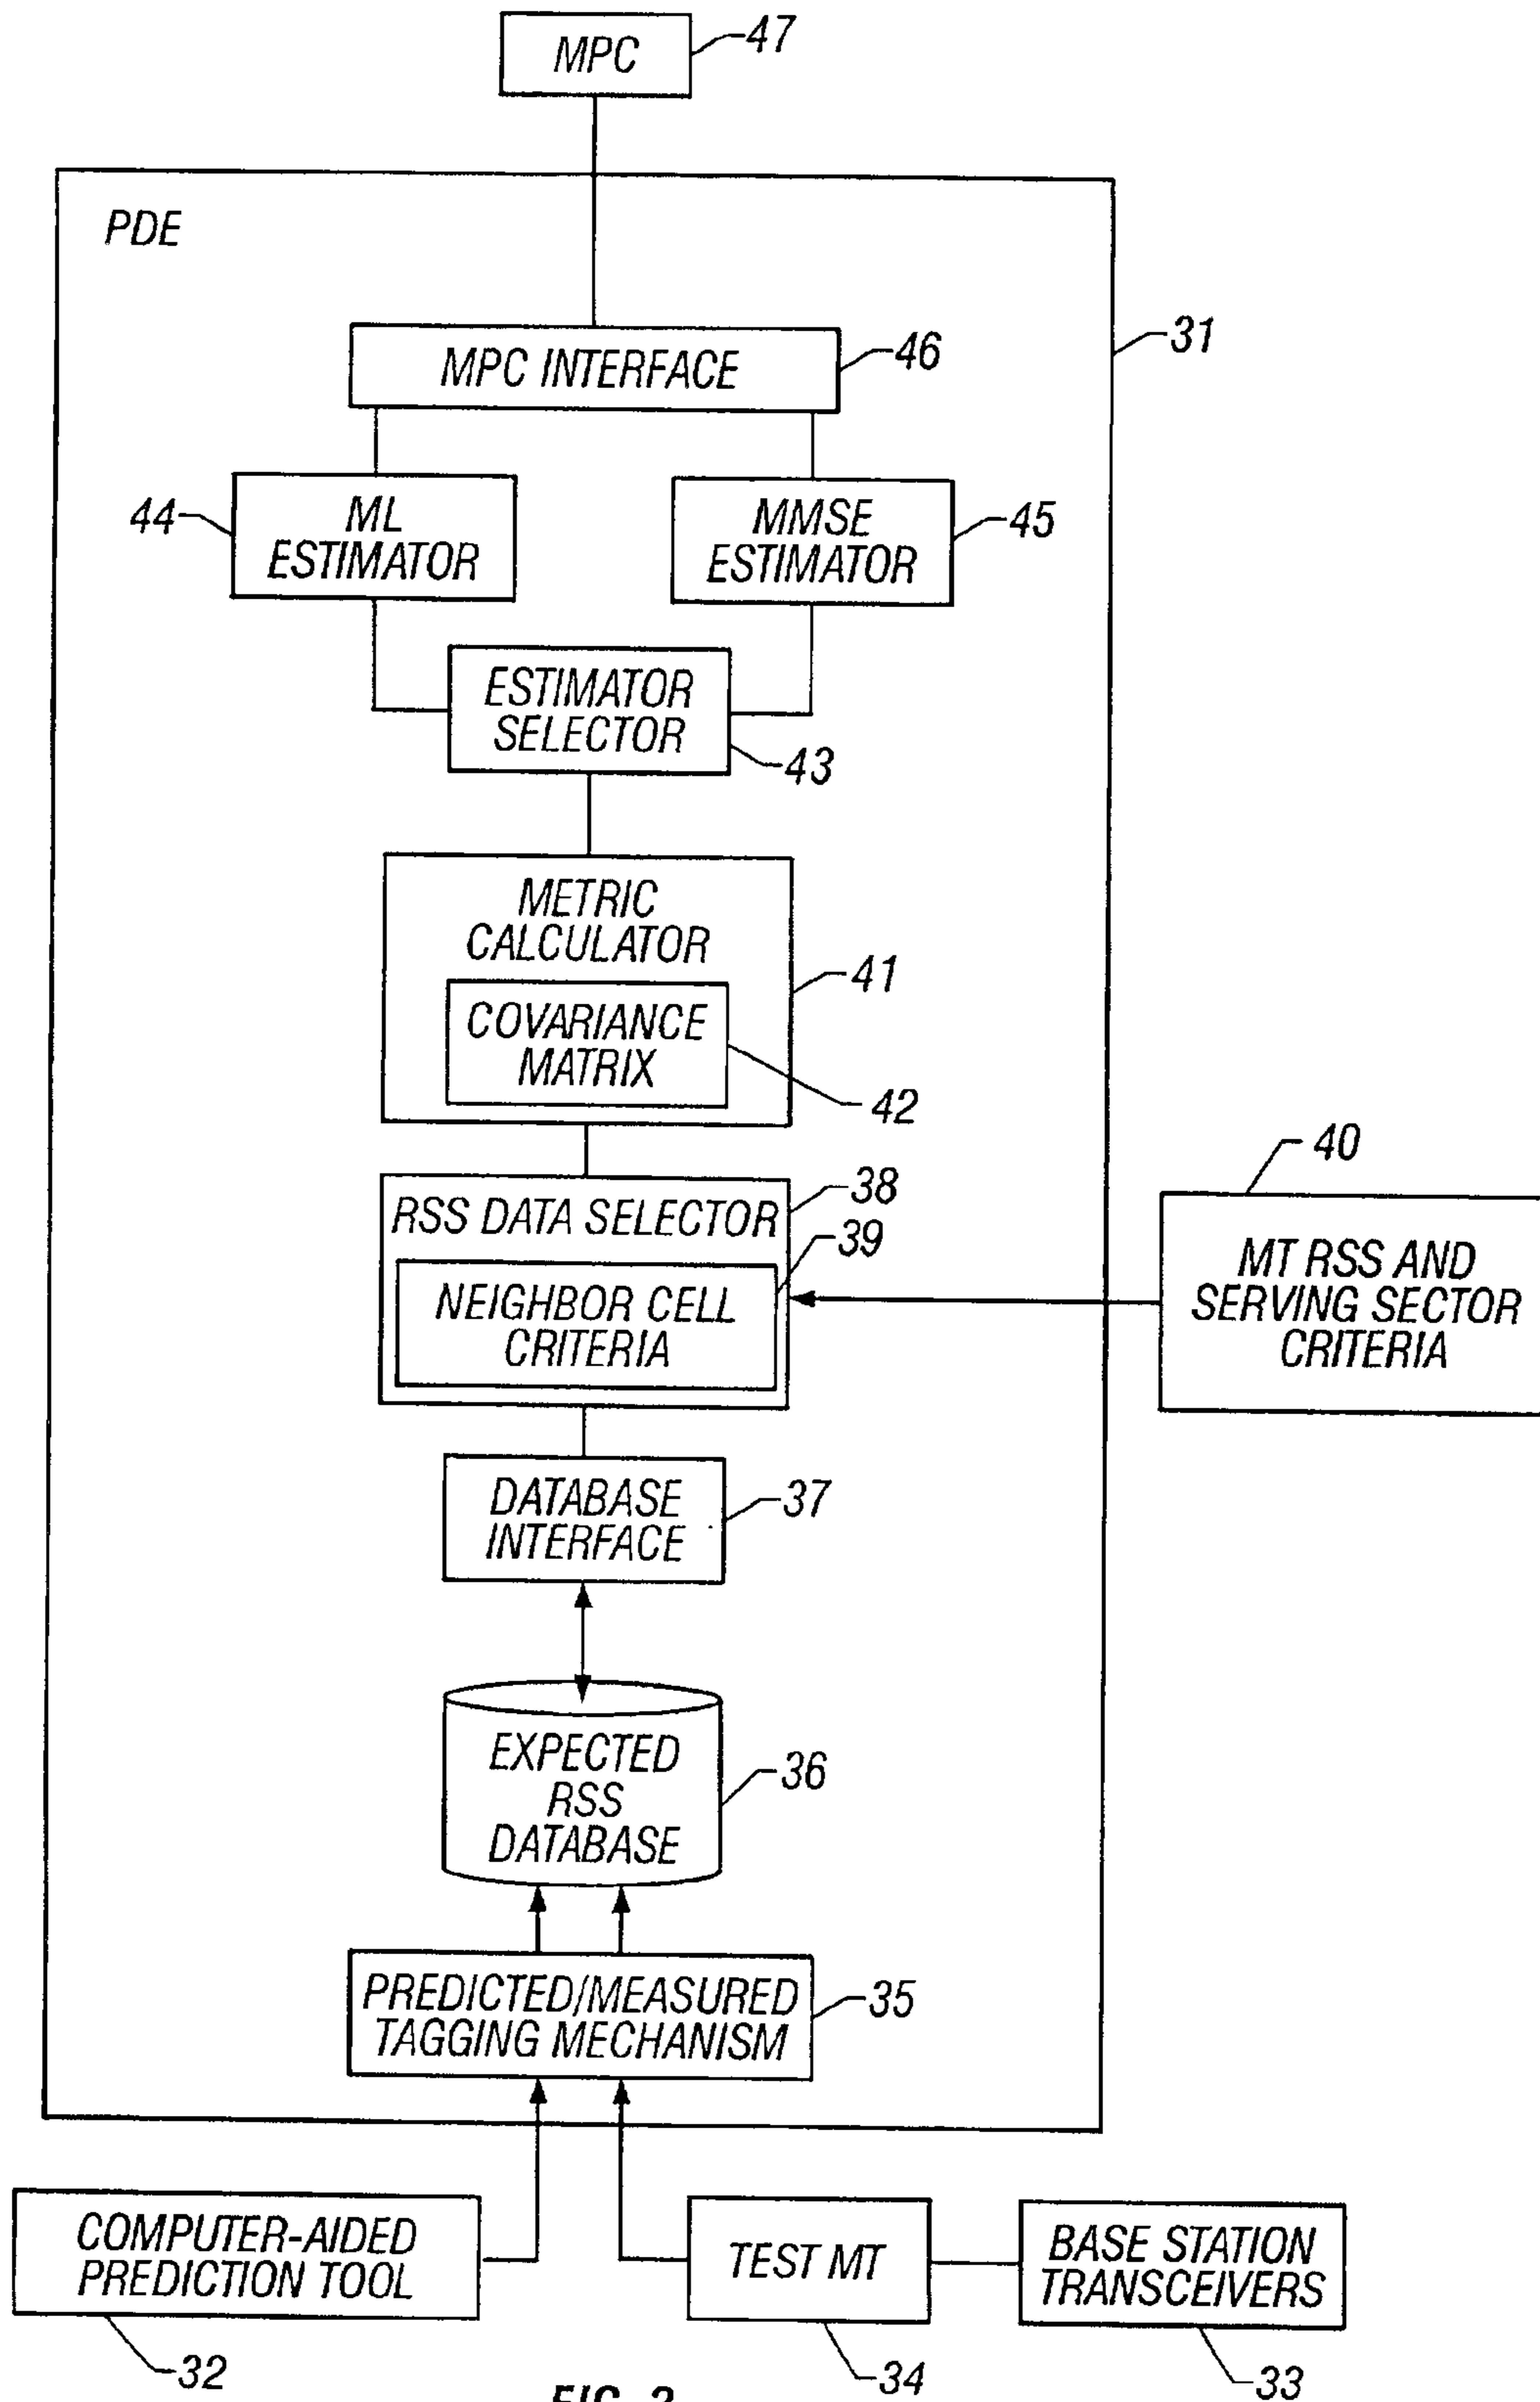 MPC
47
PDE
31
MPC INTERFACE
46
44
ML
ESTIMATOR
MMSE
ESTIMATOR
45
ESTIMATOR
SELECTOR
43
METRIC
CALCULATOR
41
COVARIANCE
MATRIX
42
RSS DATA SELECTOR
38
39
NEIGHBOR CELL
CRITERIA
40
MT RSS AND
SERVING SECTOR
CRITERIA
DATABASE
INTERFACE
37
EXPECTED
RSS
DATABASE
36
PREDICTED/MEASURED
TAGGING MECHANISM
35
COMPUTER-AIDED
PREDICTION TOOL
32
TEST MT
34
BASE STATION
TRANSCEIVERS
33